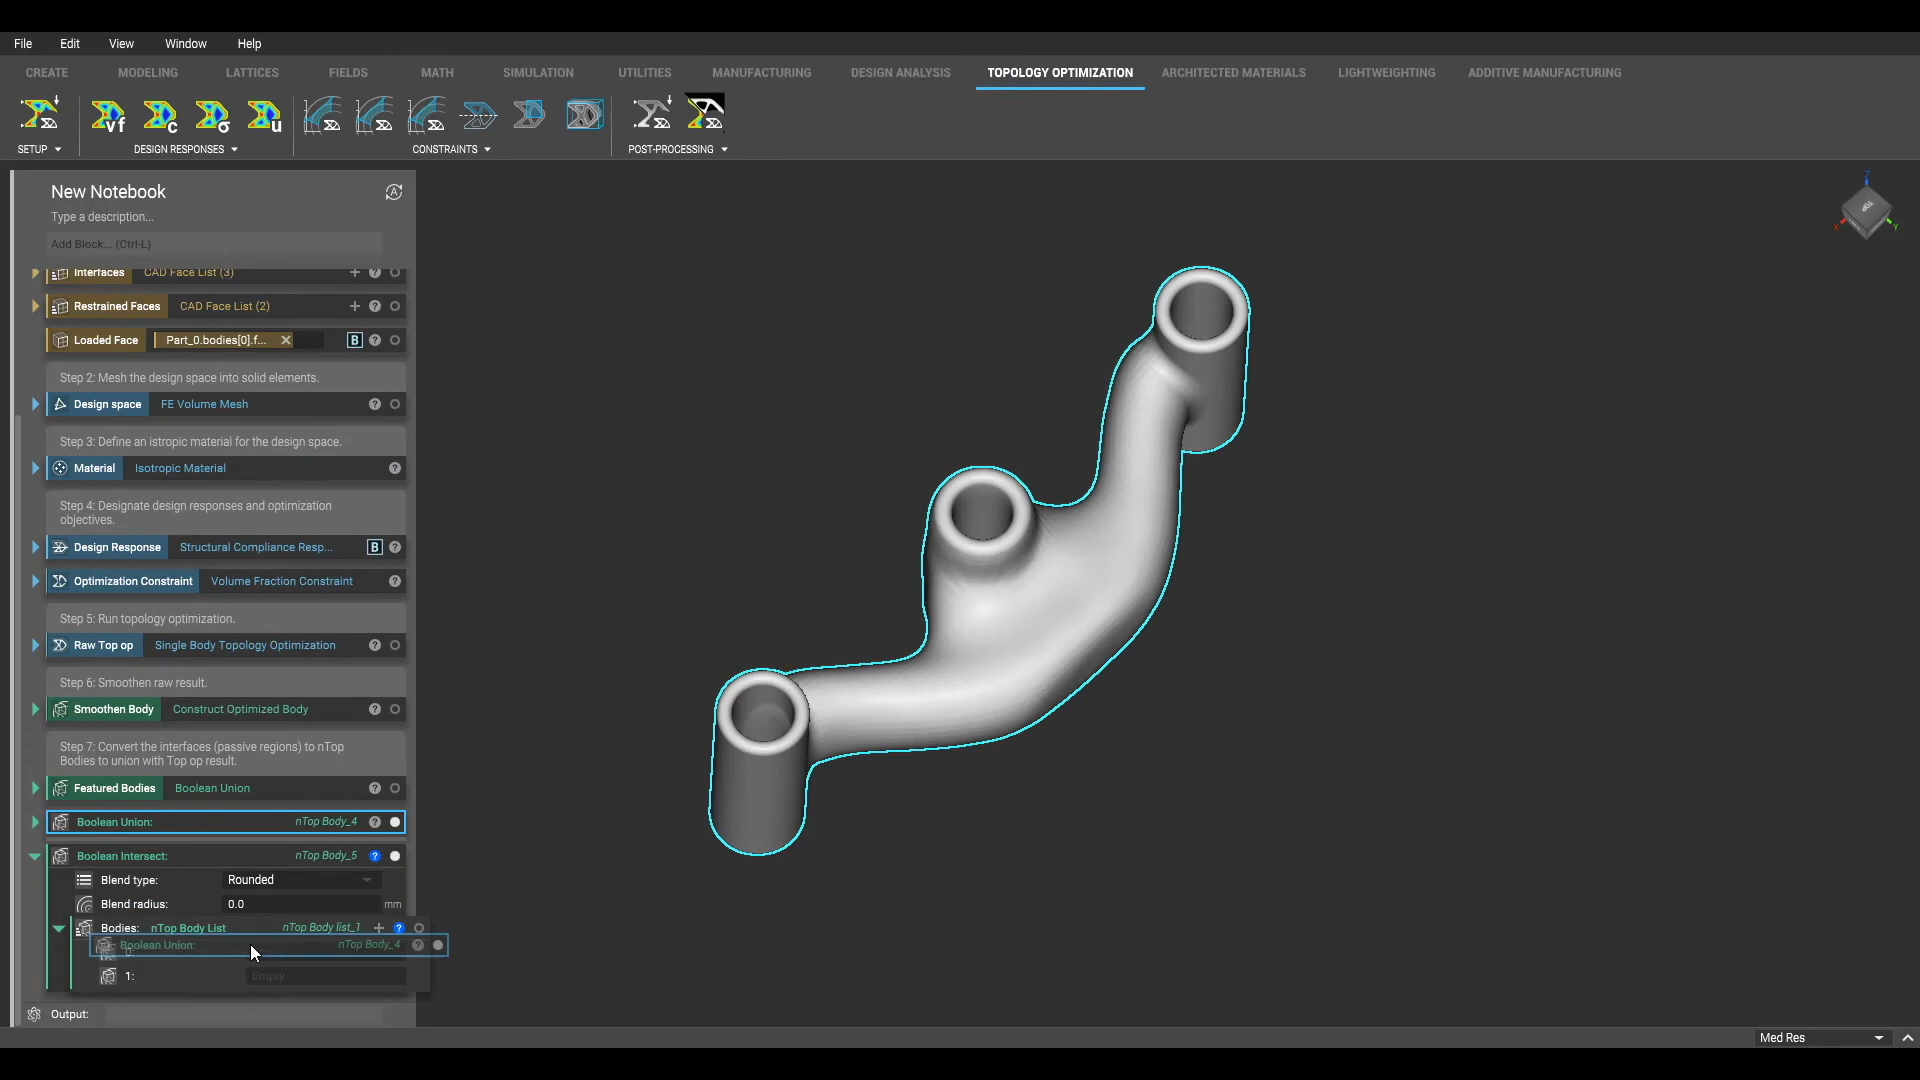 File Edit View Window Help
CREATE MODELING LATTICES FIELDS MATH SIMULATION UTILITIES MANUFACTURING DESIGN ANALYSIS TOPOLOGY OPTIMIZATION ARCHITECTED MATERIALS LIGHTWEIGHTING ADDITIVE MANUFACTURING
vf c σ u
SETUP DESIGN RESPONSES CONSTRAINTS POST-PROCESSING
New Notebook
Type a description...
Add Block... (Ctrl-L)
Interfaces CAD Face List (3)
Restrained Faces CAD Face List (2)
Loaded Face Part_0.bodies[0].f... B
Step 2: Mesh the design space into solid elements.
Design space FE Volume Mesh
Step 3: Define an istropic material for the design space.
Material Isotropic Material
Step 4: Designate design responses and optimization
objectives.
Design Response Structural Compliance Resp... B
Optimization Constraint Volume Fraction Constraint
Step 5: Run topology optimization.
Raw Top op Single Body Topology Optimization
Step 6: Smoothen raw result.
Smoothen Body Construct Optimized Body
Step 7: Convert the interfaces (passive regions) to nTop
Bodies to union with Top op result.
Featured Bodies Boolean Union
Boolean Union: nTop Body_4
Boolean Intersect: nTop Body_5
Blend type: Rounded
Blend radius: 0.0 mm
Bodies: nTop Body List nTop Body list_1
Boolean Union: nTop Body_4
0:
1: Empty
Output:
Med Res
Z
TOP
X
Y